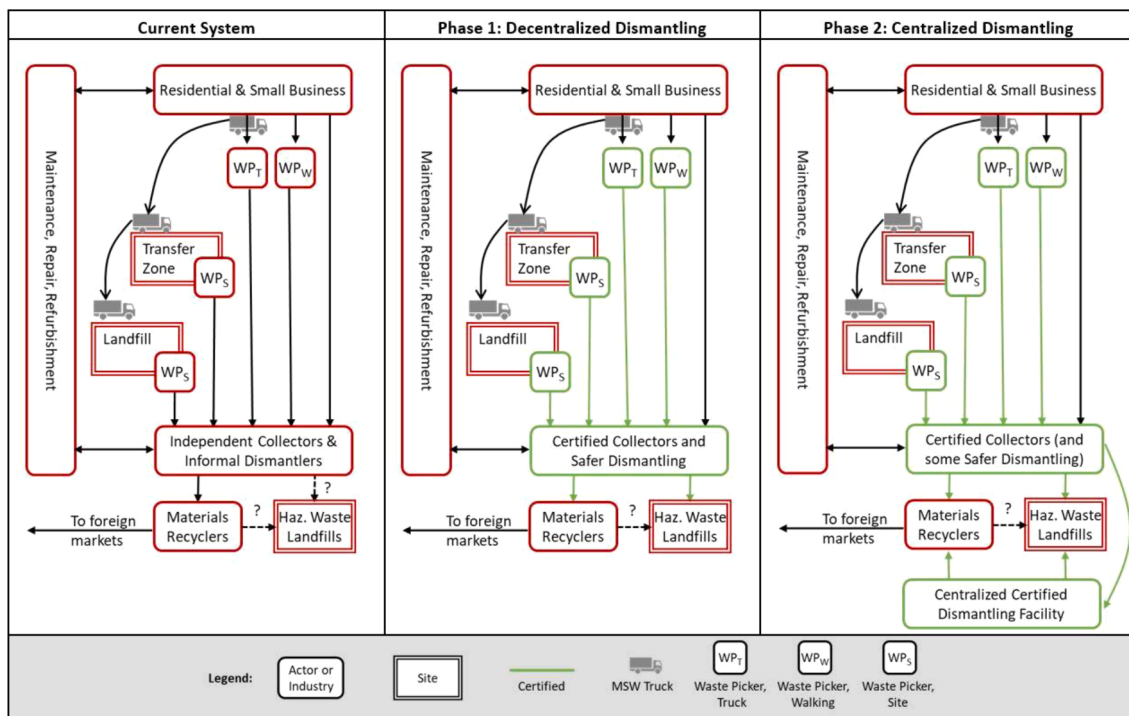 Current System
Maintenance, Repair, Refurbishment
Residential & Small Business
WPT
WPW
Transfer
Zone
WPS
Landfill
WPS
Independent Collectors &
Informal Dismantlers
?
Materials
Recyclers
?
Haz. Waste
Landfills
To foreign
markets
Phase 1: Decentralized Dismantling
Maintenance, Repair, Refurbishment
Residential & Small Business
WPT
WPW
Transfer
Zone
WPS
Landfill
WPS
Certified Collectors and
Safer Dismantling
Materials
Recyclers
?
Haz. Waste
Landfills
To foreign
markets
Phase 2: Centralized Dismantling
Maintenance, Repair, Refurbishment
Residential & Small Business
WPT
WPW
Transfer
Zone
WPS
Landfill
WPS
Certified Collectors (and
some Safer Dismantling)
Materials
Recyclers
?
Haz. Waste
Landfills
To foreign
markets
Centralized Certified
Dismantling Facility
Legend:
Actor or
Industry
Site
Certified
MSW Truck
WPT
Waste Picker,
Truck
WPW
Waste Picker,
Walking
WPS
Waste Picker,
Site